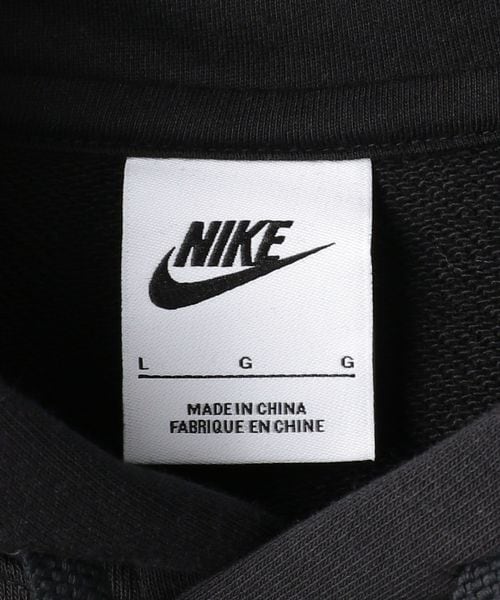 NIKE
L G G
MADE IN CHINA
FABRIQUE EN CHINE